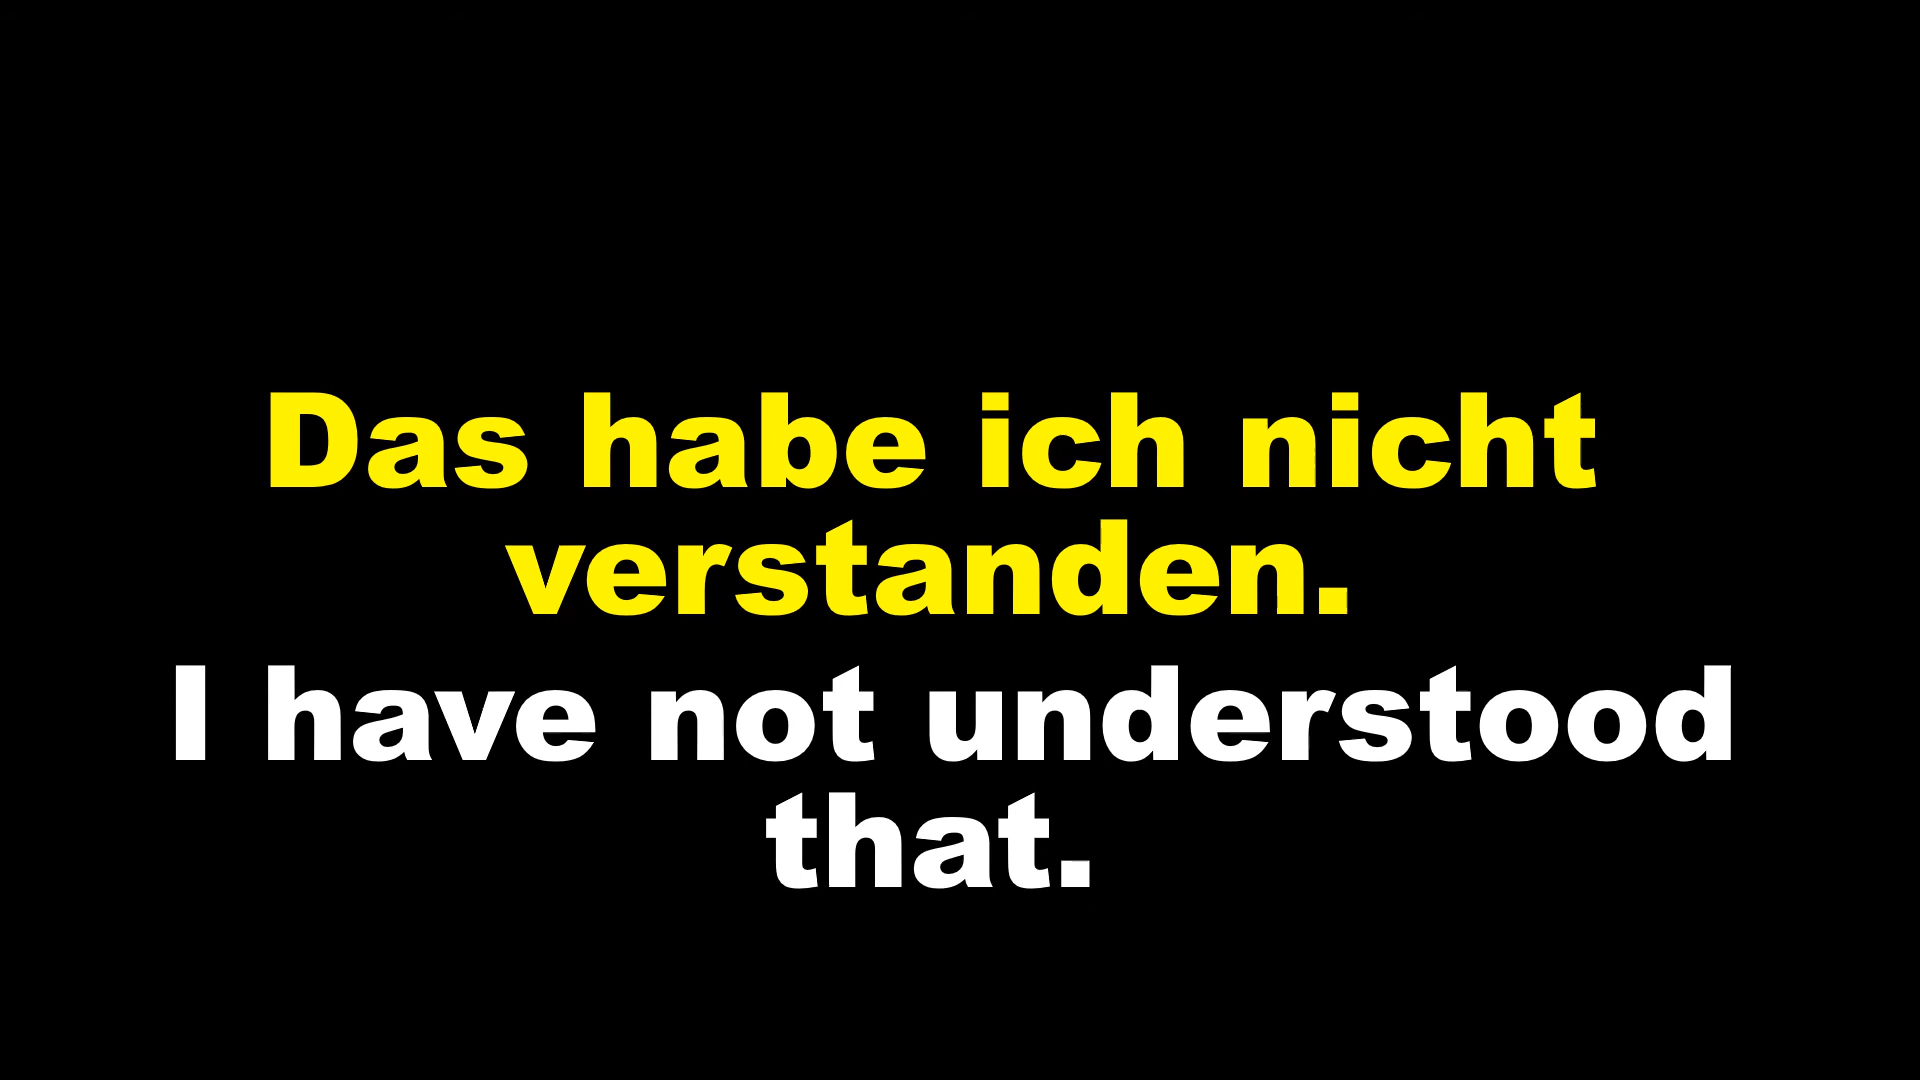 Das habe ich nicht
verstanden.
I have not understood
that.